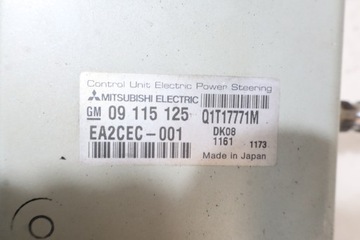 Control Unit Electric Power Steering
MITSUBISHI ELECTRIC
GM 09 115 125 Q1T17771M
EA2CEC-001 DK08
1161 1173
Made in Japan